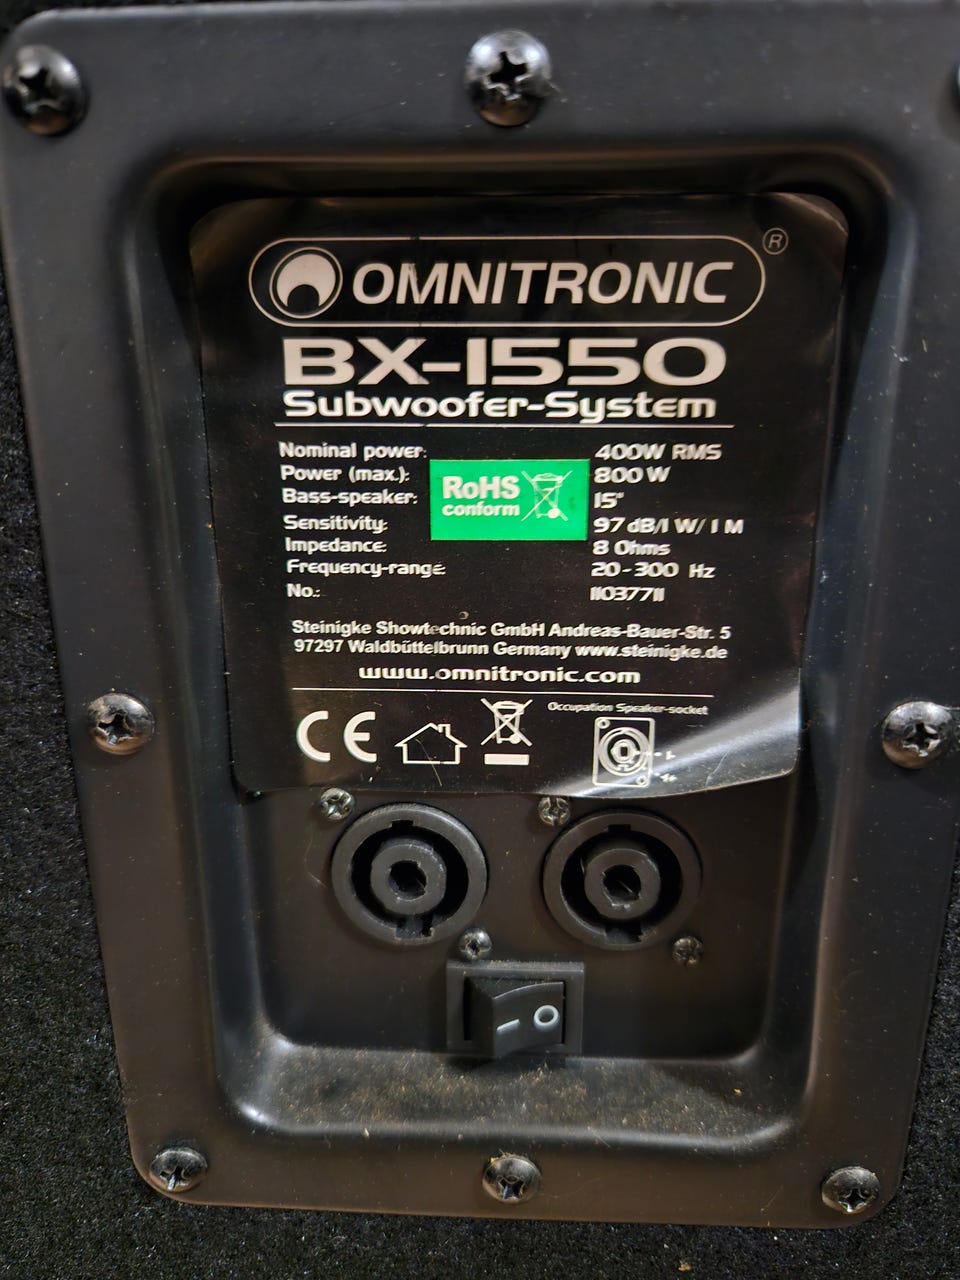 OMNITRONIC ®
BX-1550
Subwoofer-System
Nominal power: 400W RMS
Power (max.): 800 W
Bass-speaker: 15"
RoHS
conform
Sensitivity: 97 dB/1 W/ 1 M
Impedance: 8 Ohms
Frequency-range: 20-300 Hz
No.: 11037711
Steinigke Showtechnic GmbH Andreas-Bauer-Str. 5
97297 Waldbüttelbrunn Germany www.steinigke.de
www.omnitronic.com
CE
Occupation Speaker-socket
1-
1+
– O